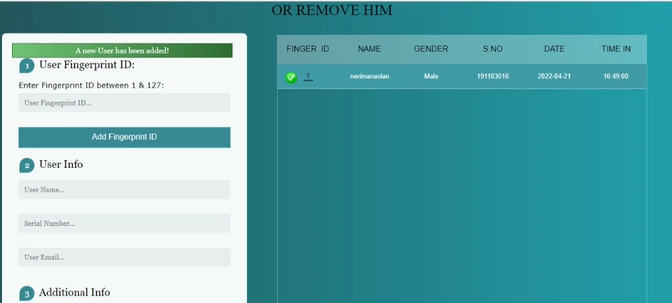 OR REMOVE HIM
A new User has been added!
1 User Fingerprint ID:
Enter Fingerprint ID between 1 & 127:
User Fingerprint ID...
Add Fingerprint ID
2 User Info
User Name...
Serial Number...
User Email...
3 Additional Info
FINGER ID NAME GENDER S.NO DATE TIME IN
1 nerimanaslan Male 191103016 2022-04-21 16:49:00